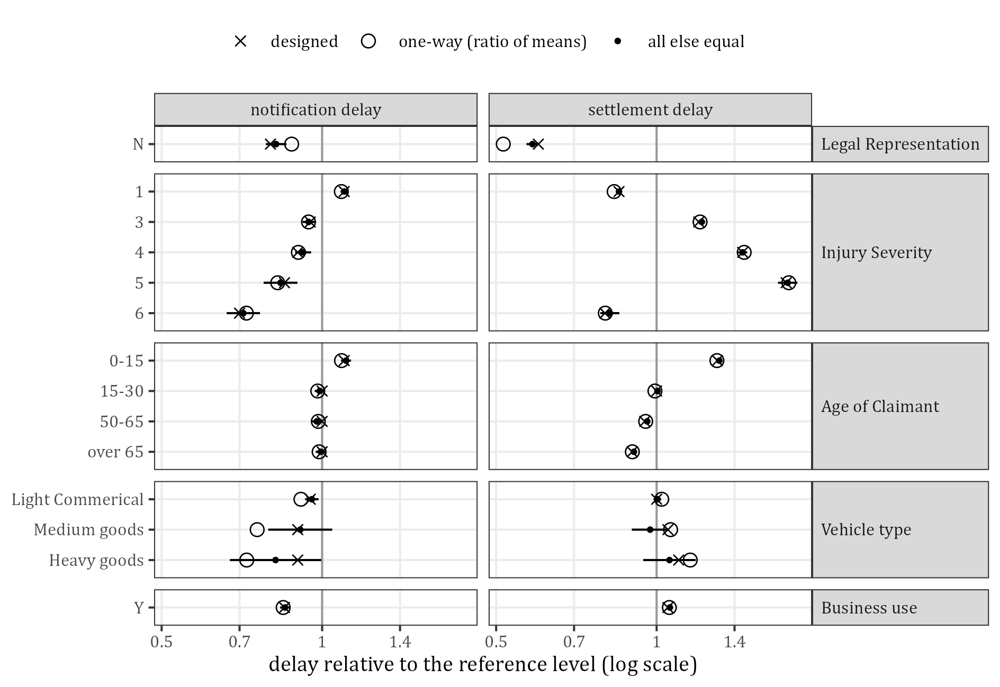 designed one-way (ratio of means) all else equal
notification delay settlement delay
N Legal Representation
1
3
4 Injury Severity
5
6
0-15
15-30
Age of Claimant
50-65
over 65
Light Commerical
Medium goods Vehicle type
Heavy goods
Y Business use
0.5 0.7 1 1.4 0.5 0.7 1 1.4
delay relative to the reference level (log scale)